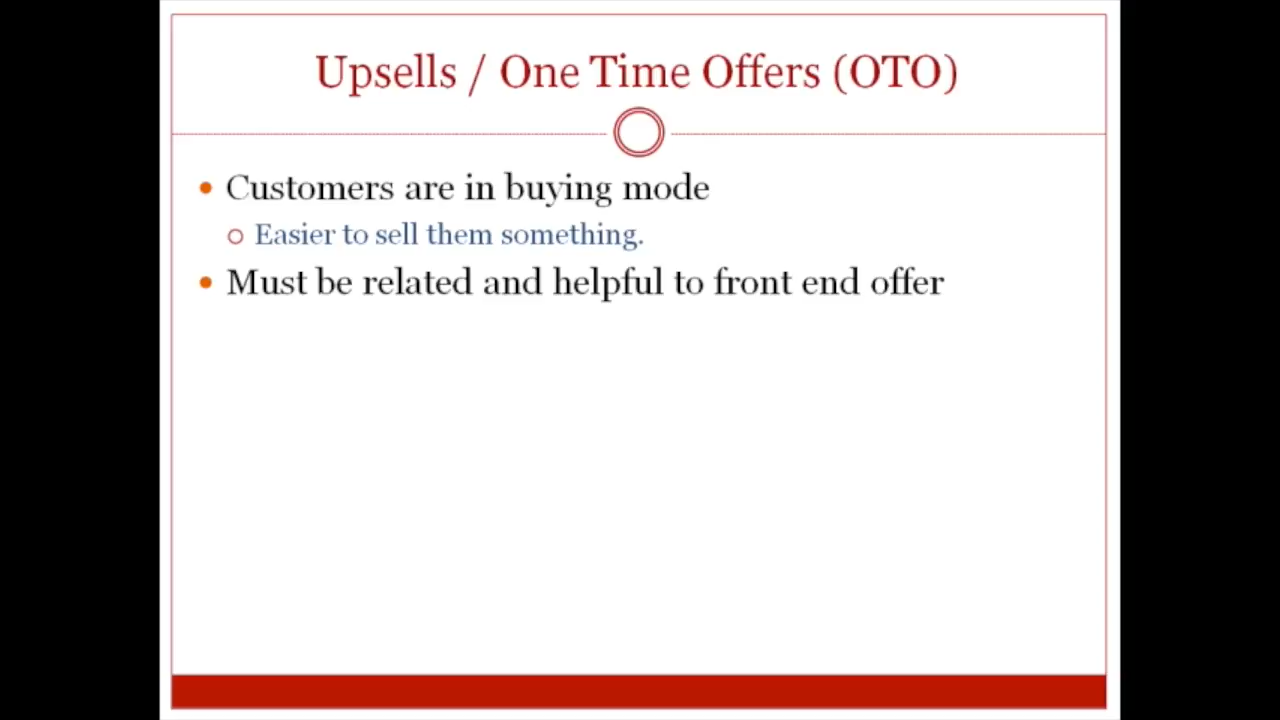 Upsells / One Time Offers (OTO)
Customers are in buying mode
Easier to sell them something.
Must be related and helpful to front end offer